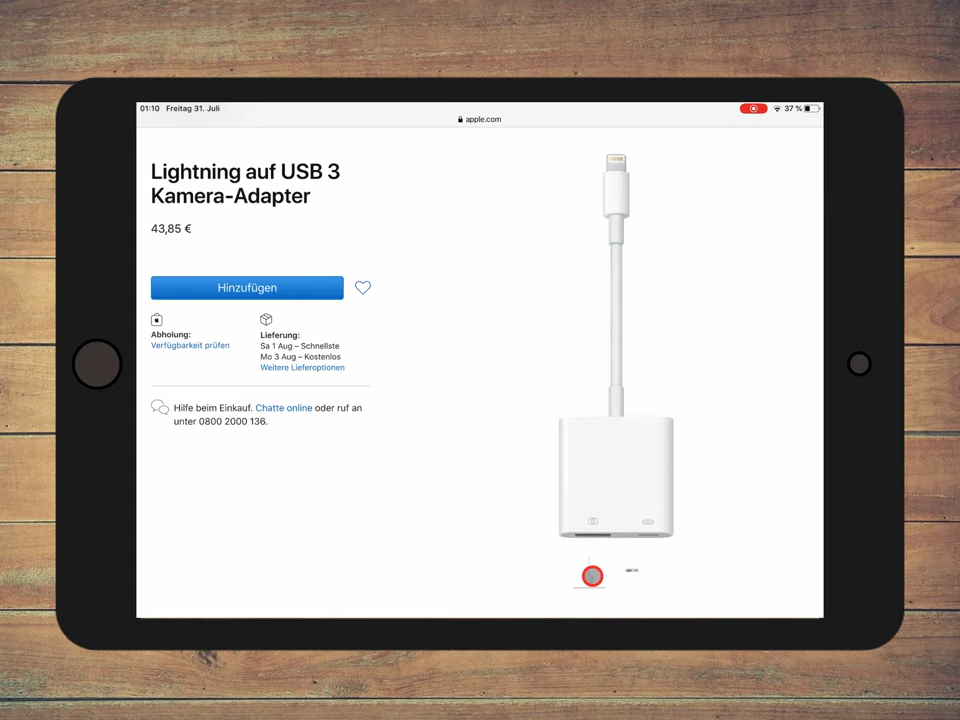 01:10 Freitag 31. Juli
37 %
apple.com
Lightning auf USB 3
Kamera-Adapter
43,85 €
Hinzufügen
Abholung:
Verfügbarkeit prüfen
Lieferung:
Sa 1 Aug – Schnellste
Mo 3 Aug – Kostenlos
Weitere Lieferoptionen
Hilfe beim Einkauf. Chatte online oder ruf an
unter 0800 2000 136.